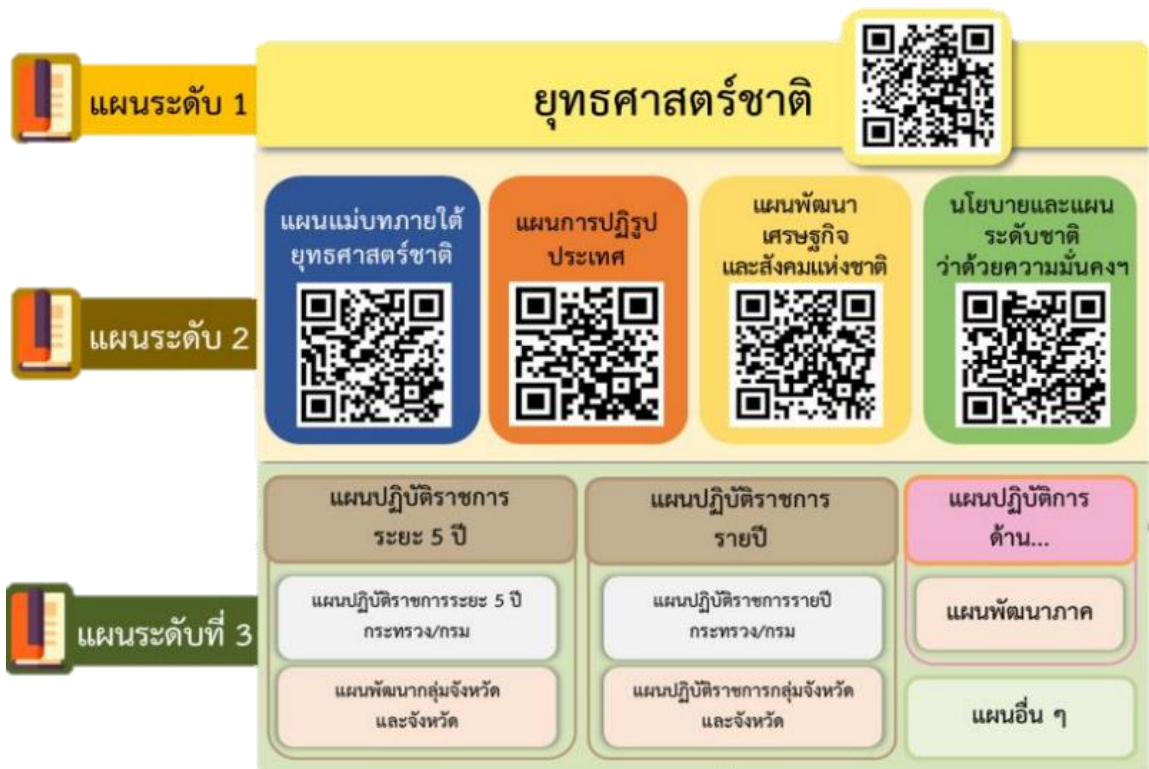 แผนระดับ 1
ยุทธศาสตร์ชาติ
แผนระดับ 2
แผนแม่บทภายใต้
ยุทธศาสตร์ชาติ
แผนการปฏิรูป
ประเทศ
แผนพัฒนา
เศรษฐกิจ
และสังคมแห่งชาติ
นโยบายและแผน
ระดับชาติ
ว่าด้วยความมั่นคงฯ
แผนระดับที่ 3
แผนปฏิบัติราชการ
ระยะ 5 ปี
แผนปฏิบัติราชการระยะ 5 ปี
กระทรวง/กรม
แผนพัฒนากลุ่มจังหวัด
และจังหวัด
แผนปฏิบัติราชการ
รายปี
แผนปฏิบัติราชการรายปี
กระทรวง/กรม
แผนปฏิบัติราชการกลุ่มจังหวัด
และจังหวัด
แผนปฏิบัติการ
ด้าน...
แผนพัฒนาภาค
แผนอื่น ๆ